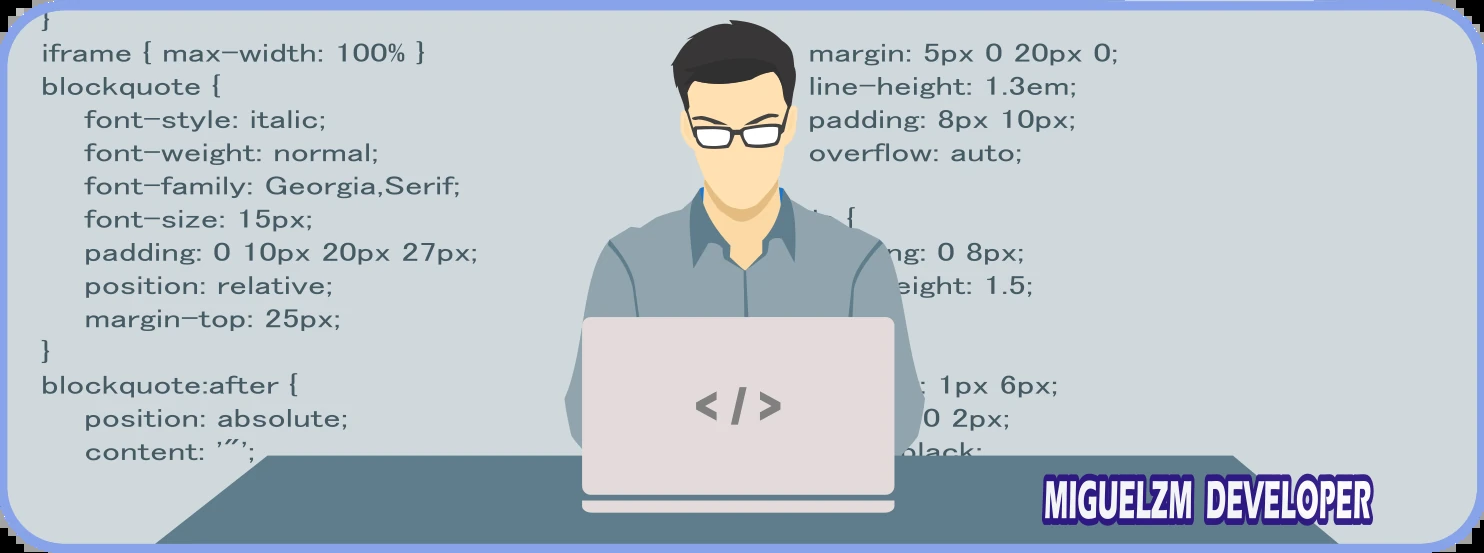 }
iframe { max-width: 100% }
blockquote {
font-style: italic;
font-weight: normal;
font-family: Georgia,Serif;
font-size: 15px;
padding: 0 10px 20px 27px;
position: relative;
margin-top: 25px;
}
blockquote:after {
position: absolute;
content: '"';
margin: 5px 0 20px 0;
line-height: 1.3em;
padding: 8px 10px;
overflow: auto;
{
0 8px;
1.5;
1px 6px;
0 2px;
</>
MIGUELZM DEVELOPER